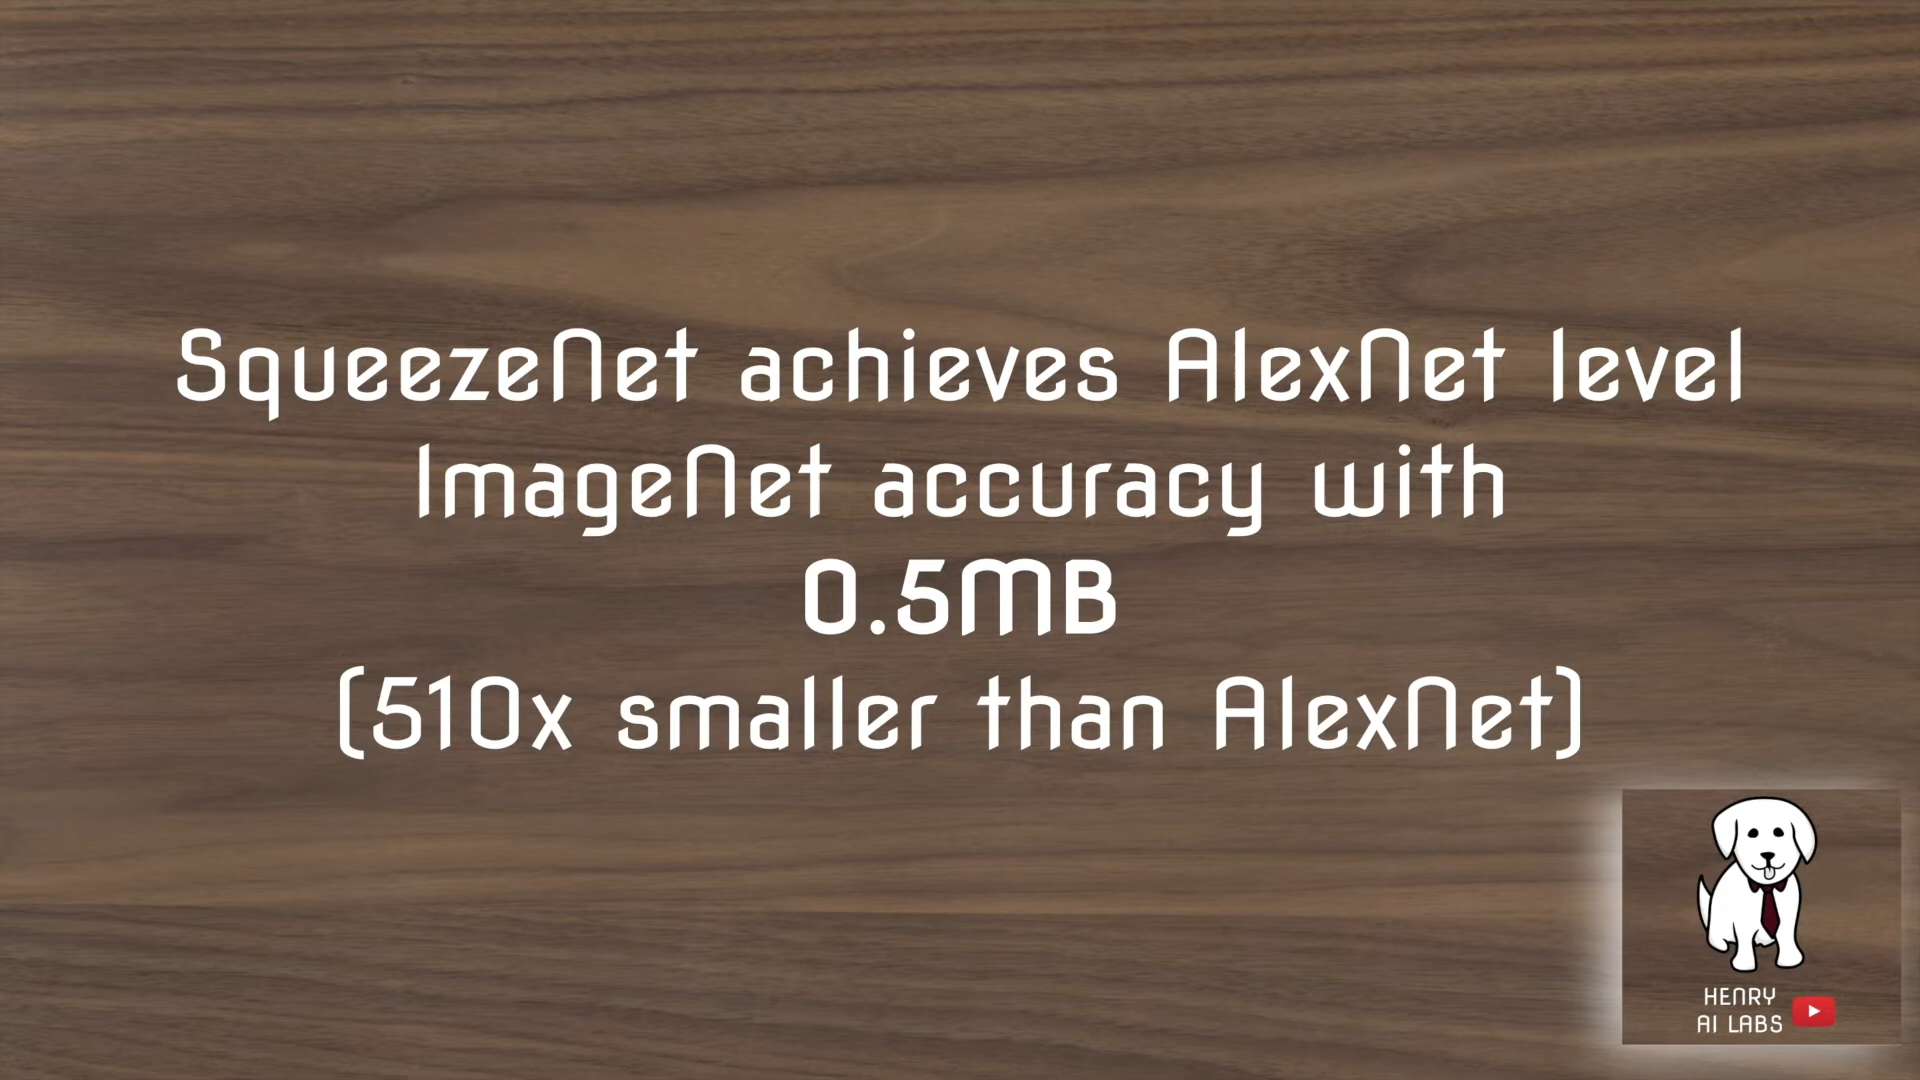 SqueezeNet achieves AlexNet level
ImageNet accuracy with
0.5MB
(510x smaller than AlexNet)
HENRY
AI LABS